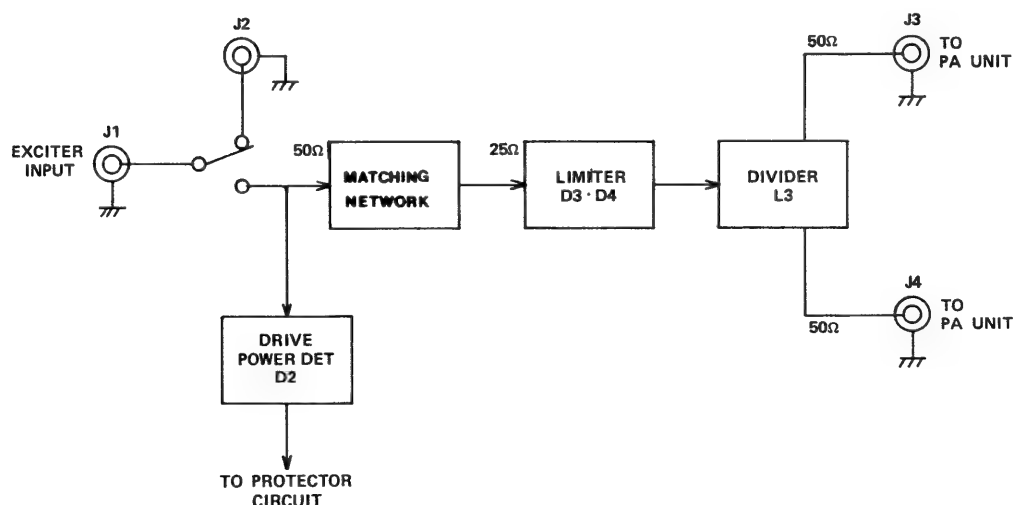 J2
J1
EXCITER
INPUT
50Ω
MATCHING
NETWORK
25Ω
LIMITER
D3 · D4
DIVIDER
L3
50Ω
J3
TO
PA UNIT
50Ω
J4
TO
PA UNIT
DRIVE
POWER DET
D2
TO PROTECTOR
CIRCUIT